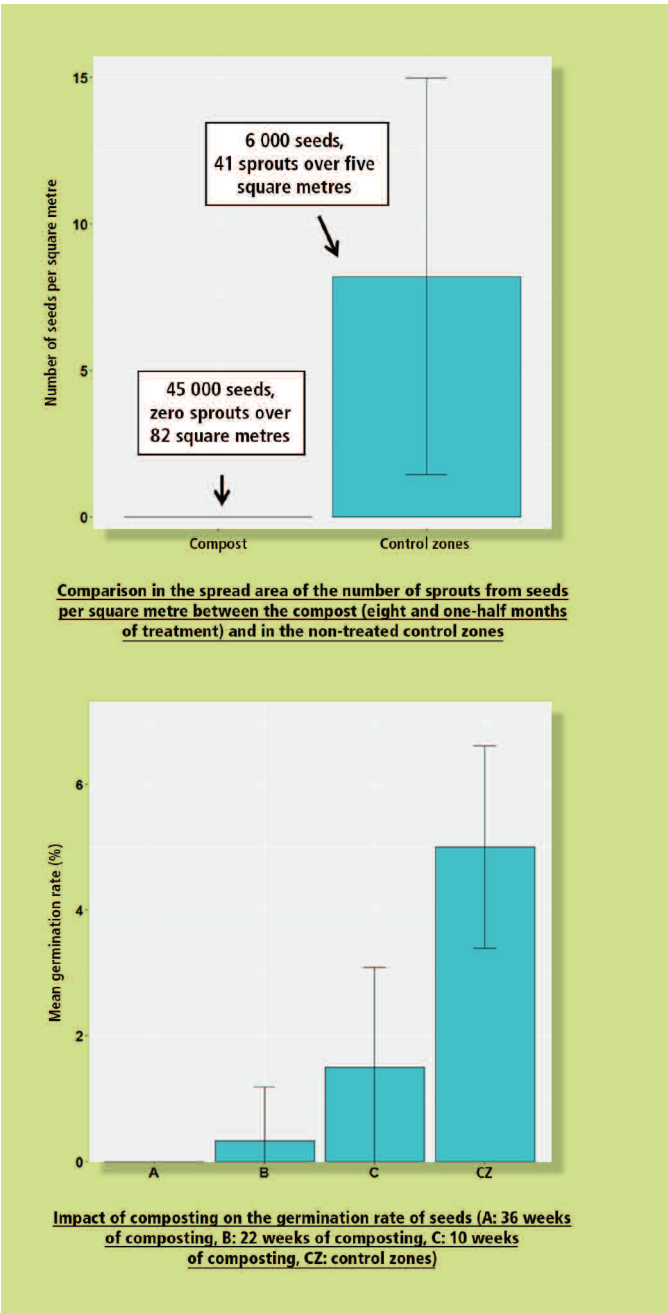 15
10
5
0
Number of seeds per square metre
6 000 seeds,
41 sprouts over five
square metres
45 000 seeds,
zero sprouts over
82 square metres
Compost
Control zones
Comparison in the spread area of the number of sprouts from seeds
per square metre between the compost (eight and one-half months
of treatment) and in the non-treated control zones
6
4
2
0
Mean germination rate (%)
A
B
C
CZ
Impact of composting on the germination rate of seeds (A: 36 weeks
of composting, B: 22 weeks of composting, C: 10 weeks
of composting, CZ: control zones)